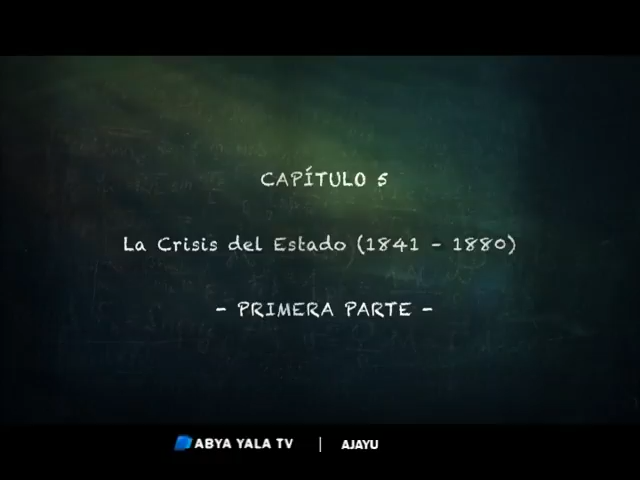 CAPÍTULO 5
La Crisis del Estado (1841 - 1880)
- PRIMERA PARTE -
ABYA YALA TV | AJAYU